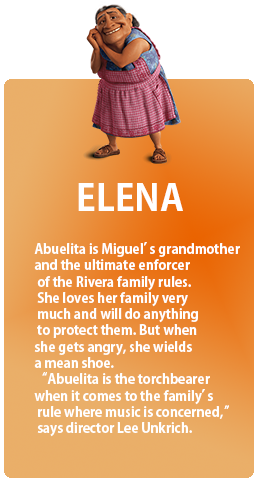 ELENA
Abuelita is Miguel´s grandmother
and the ultimate enforcer
of the Rivera family rules.
She loves her family very
much and will do anything
to protect them. But when
she gets angry, she wields
a mean shoe.
“Abuelita is the torchbearer
when it comes to the family´s
rule where music is concerned,”
says director Lee Unkrich.